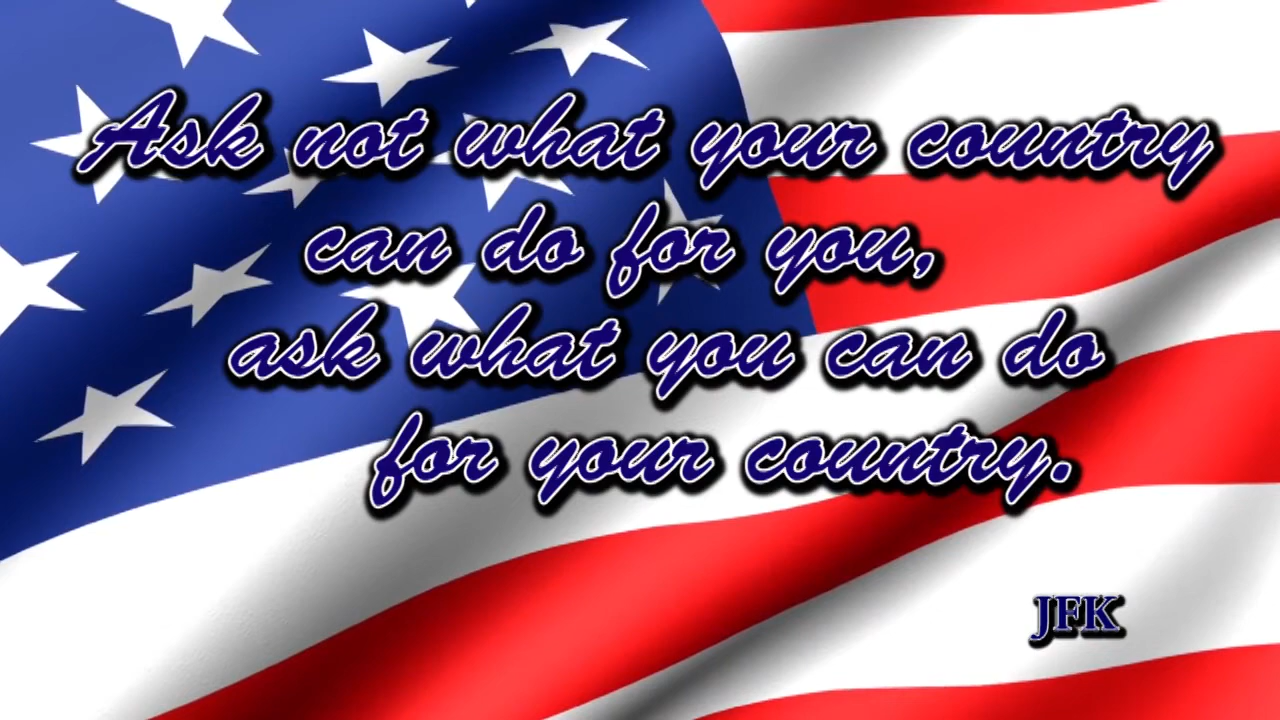 Ask not what your country
can do for you,
ask what you can do
for your country.
JFK